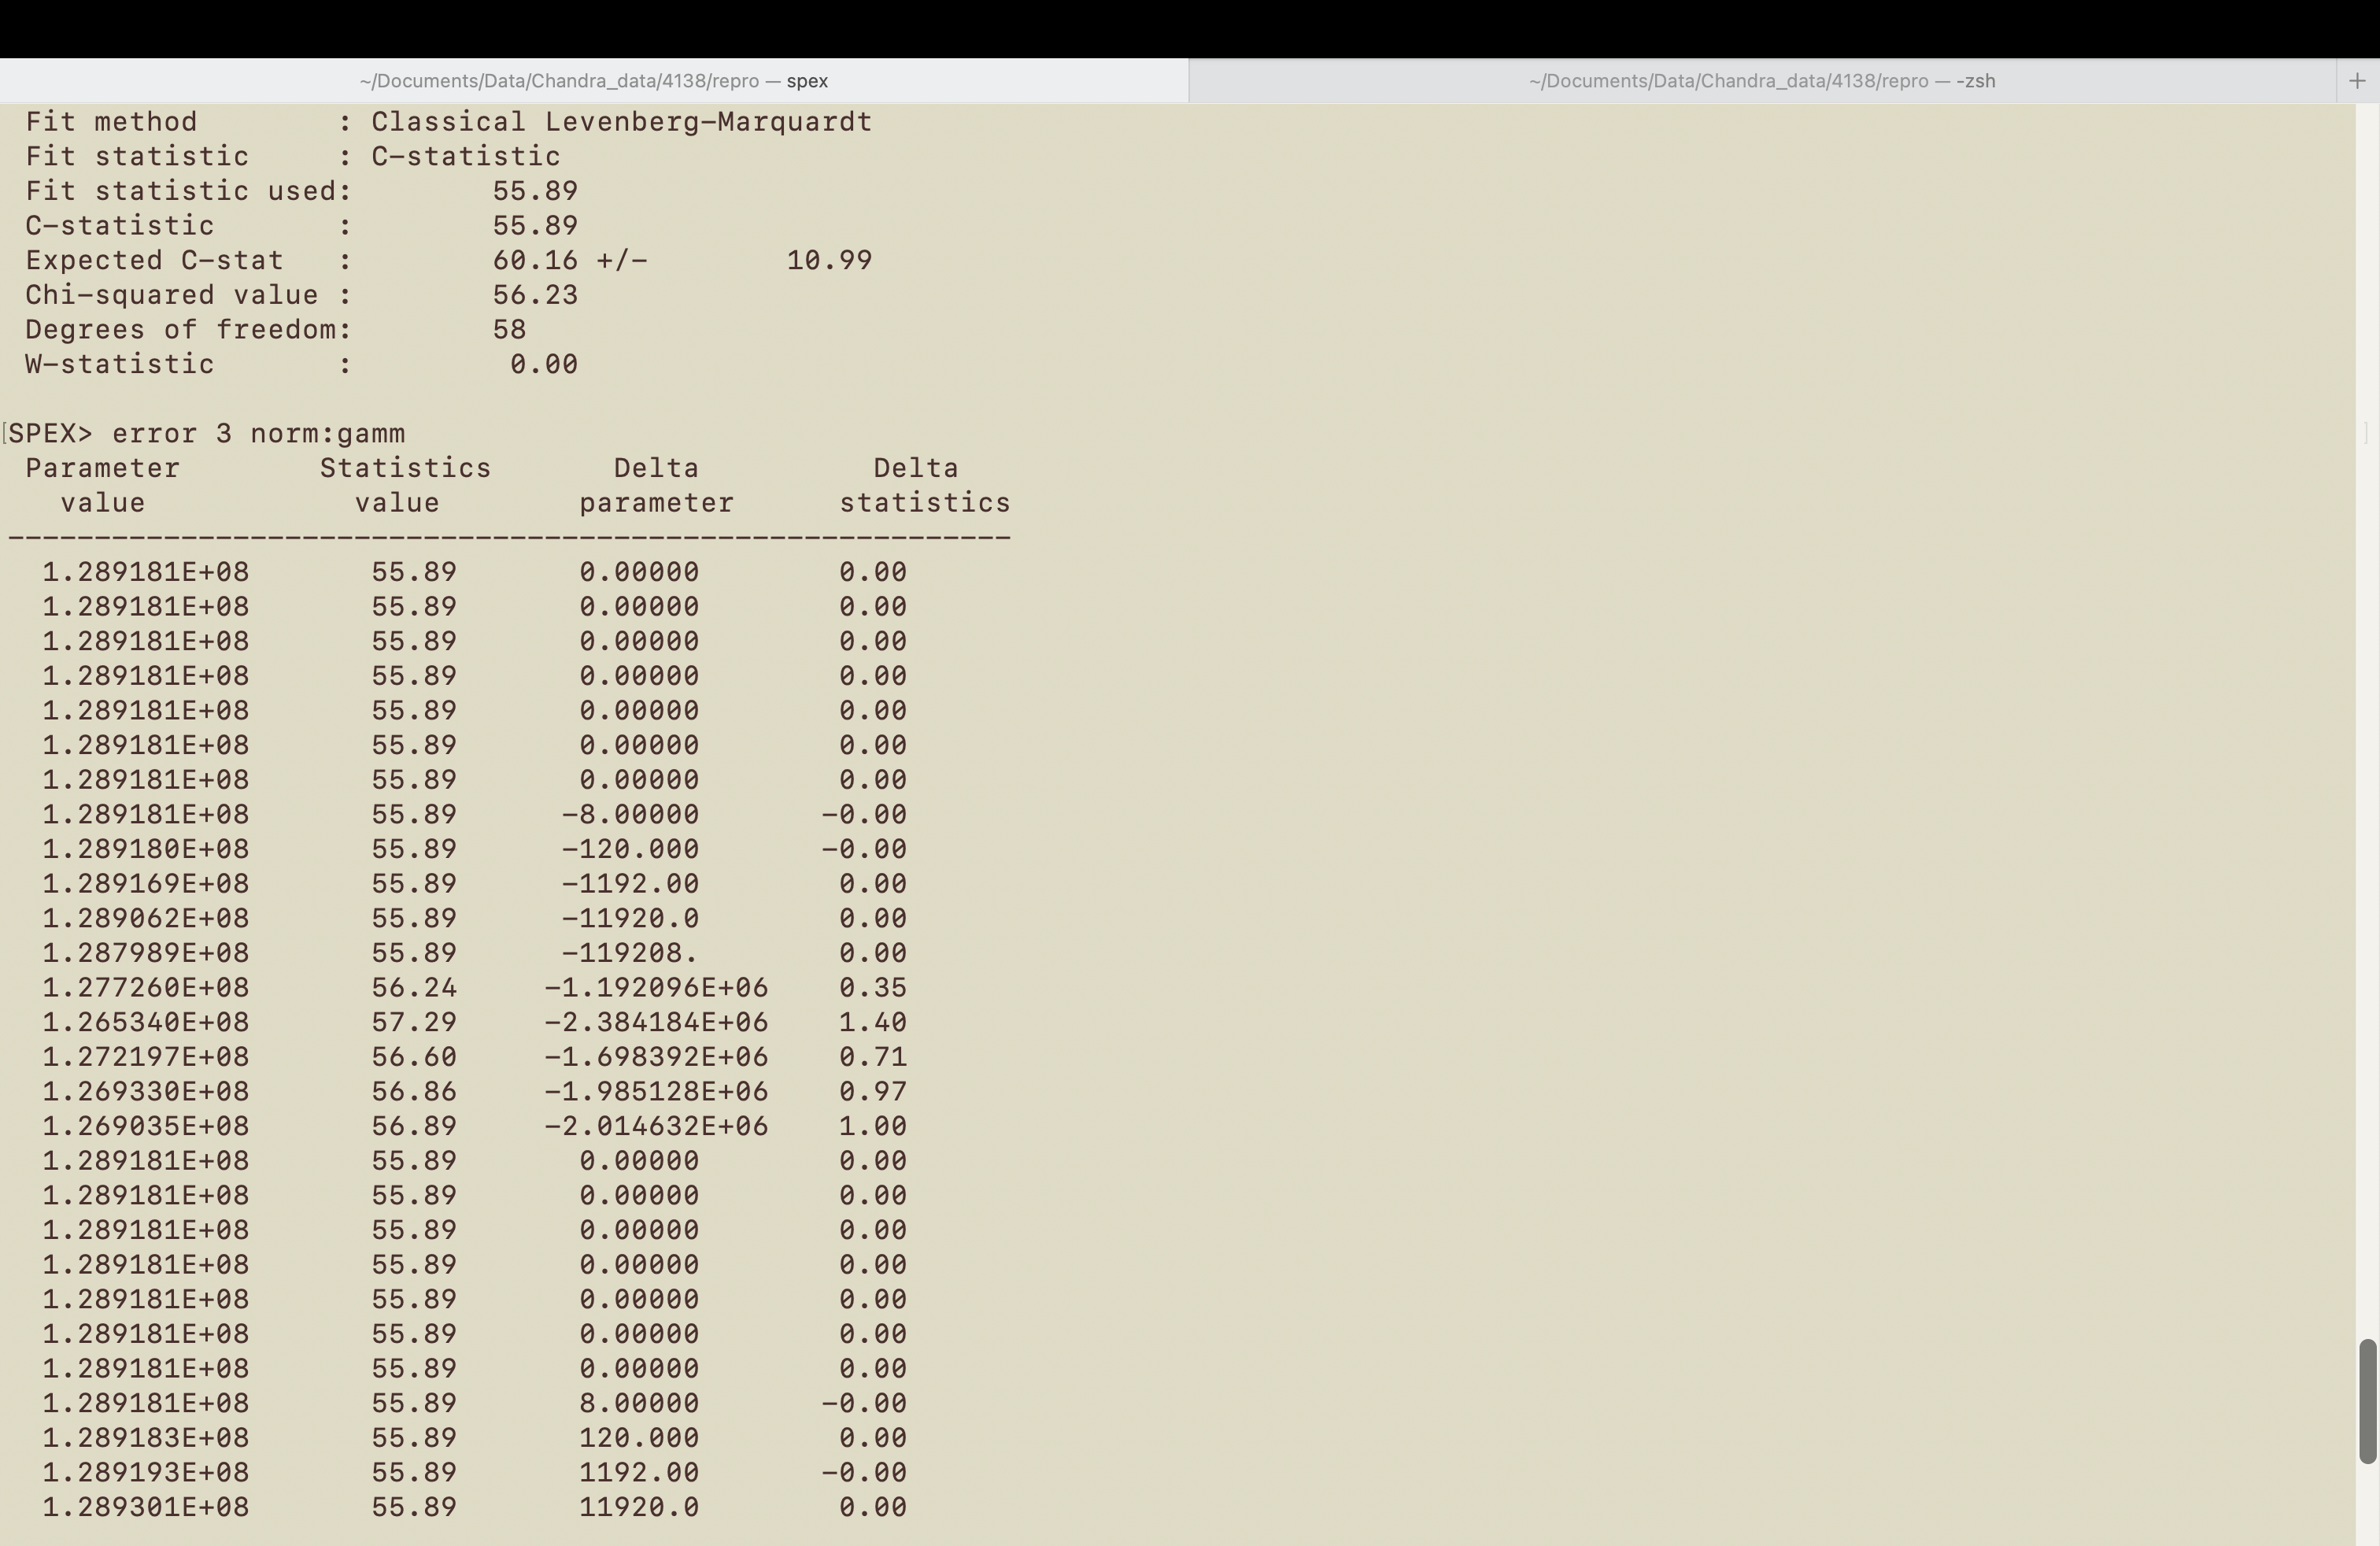 ~/Documents/Data/Chandra_data/4138/repro — spex
~/Documents/Data/Chandra_data/4138/repro — -zsh
+
Fit method : Classical Levenberg-Marquardt
Fit statistic : C-statistic
Fit statistic used: 55.89
C-statistic : 55.89
Expected C-stat : 60.16 +/- 10.99
Chi-squared value : 56.23
Degrees of freedom: 58
W-statistic : 0.00
[SPEX> error 3 norm:gamm ]
Parameter Statistics Delta Delta
value value parameter statistics
-----------------------------------------------------------
1.289181E+08 55.89 0.00000 0.00
1.289181E+08 55.89 0.00000 0.00
1.289181E+08 55.89 0.00000 0.00
1.289181E+08 55.89 0.00000 0.00
1.289181E+08 55.89 0.00000 0.00
1.289181E+08 55.89 0.00000 0.00
1.289181E+08 55.89 0.00000 0.00
1.289181E+08 55.89 -8.00000 -0.00
1.289180E+08 55.89 -120.000 -0.00
1.289169E+08 55.89 -1192.00 0.00
1.289062E+08 55.89 -11920.0 0.00
1.287989E+08 55.89 -119208. 0.00
1.277260E+08 56.24 -1.192096E+06 0.35
1.265340E+08 57.29 -2.384184E+06 1.40
1.272197E+08 56.60 -1.698392E+06 0.71
1.269330E+08 56.86 -1.985128E+06 0.97
1.269035E+08 56.89 -2.014632E+06 1.00
1.289181E+08 55.89 0.00000 0.00
1.289181E+08 55.89 0.00000 0.00
1.289181E+08 55.89 0.00000 0.00
1.289181E+08 55.89 0.00000 0.00
1.289181E+08 55.89 0.00000 0.00
1.289181E+08 55.89 0.00000 0.00
1.289181E+08 55.89 0.00000 0.00
1.289181E+08 55.89 8.00000 -0.00
1.289183E+08 55.89 120.000 0.00
1.289193E+08 55.89 1192.00 -0.00
1.289301E+08 55.89 11920.0 0.00